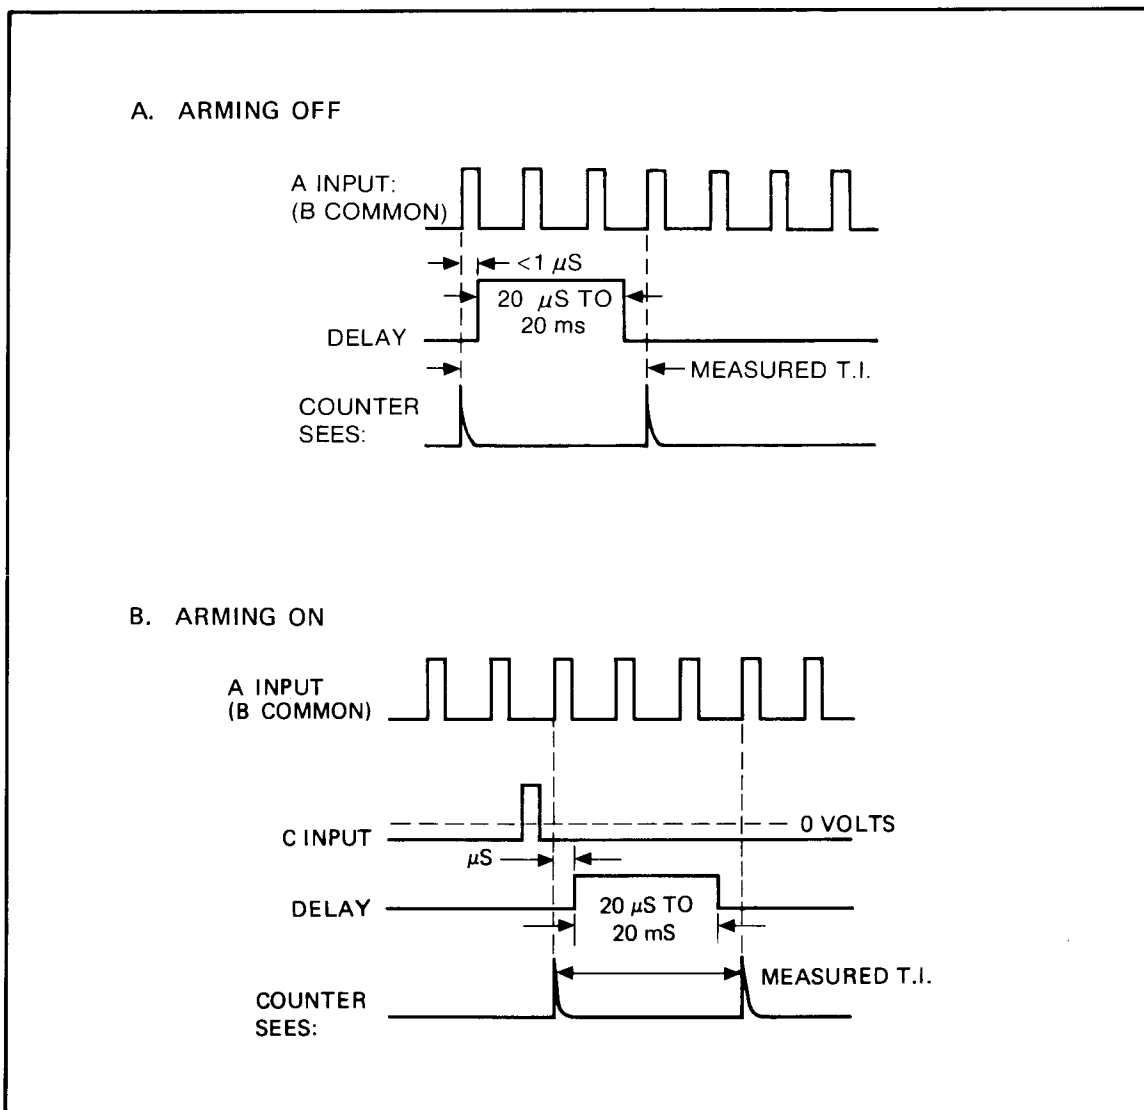 A. ARMING OFF
A INPUT:
(B COMMON)
<1 μS
20 μS TO
20 ms
DELAY
MEASURED T.I.
COUNTER
SEES:
B. ARMING ON
A INPUT
(B COMMON)
0 VOLTS
C INPUT
μS
DELAY
20 μS TO
20 mS
MEASURED T.I.
COUNTER
SEES: